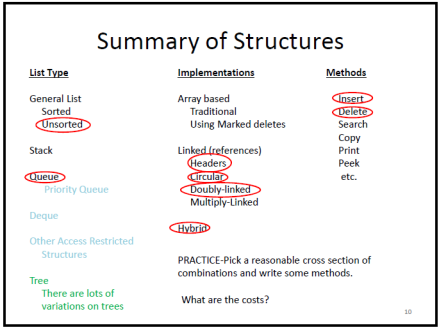 Summary of Structures
List Type
General List
Sorted
Unsorted
Stack
Queue
Priority Queue
Deque
Other Access Restricted
Structures
Tree
There are lots of
variations on trees
Implementations
Array based
Traditional
Using Marked deletes
Linked (references)
Headers
Circular
Doubly-linked
Multiply-Linked
Hybrid
PRACTICE-Pick a reasonable cross section of
combinations and write some methods.
What are the costs?
Methods
Insert
Delete
Search
Copy
Print
Peek
etc.
10